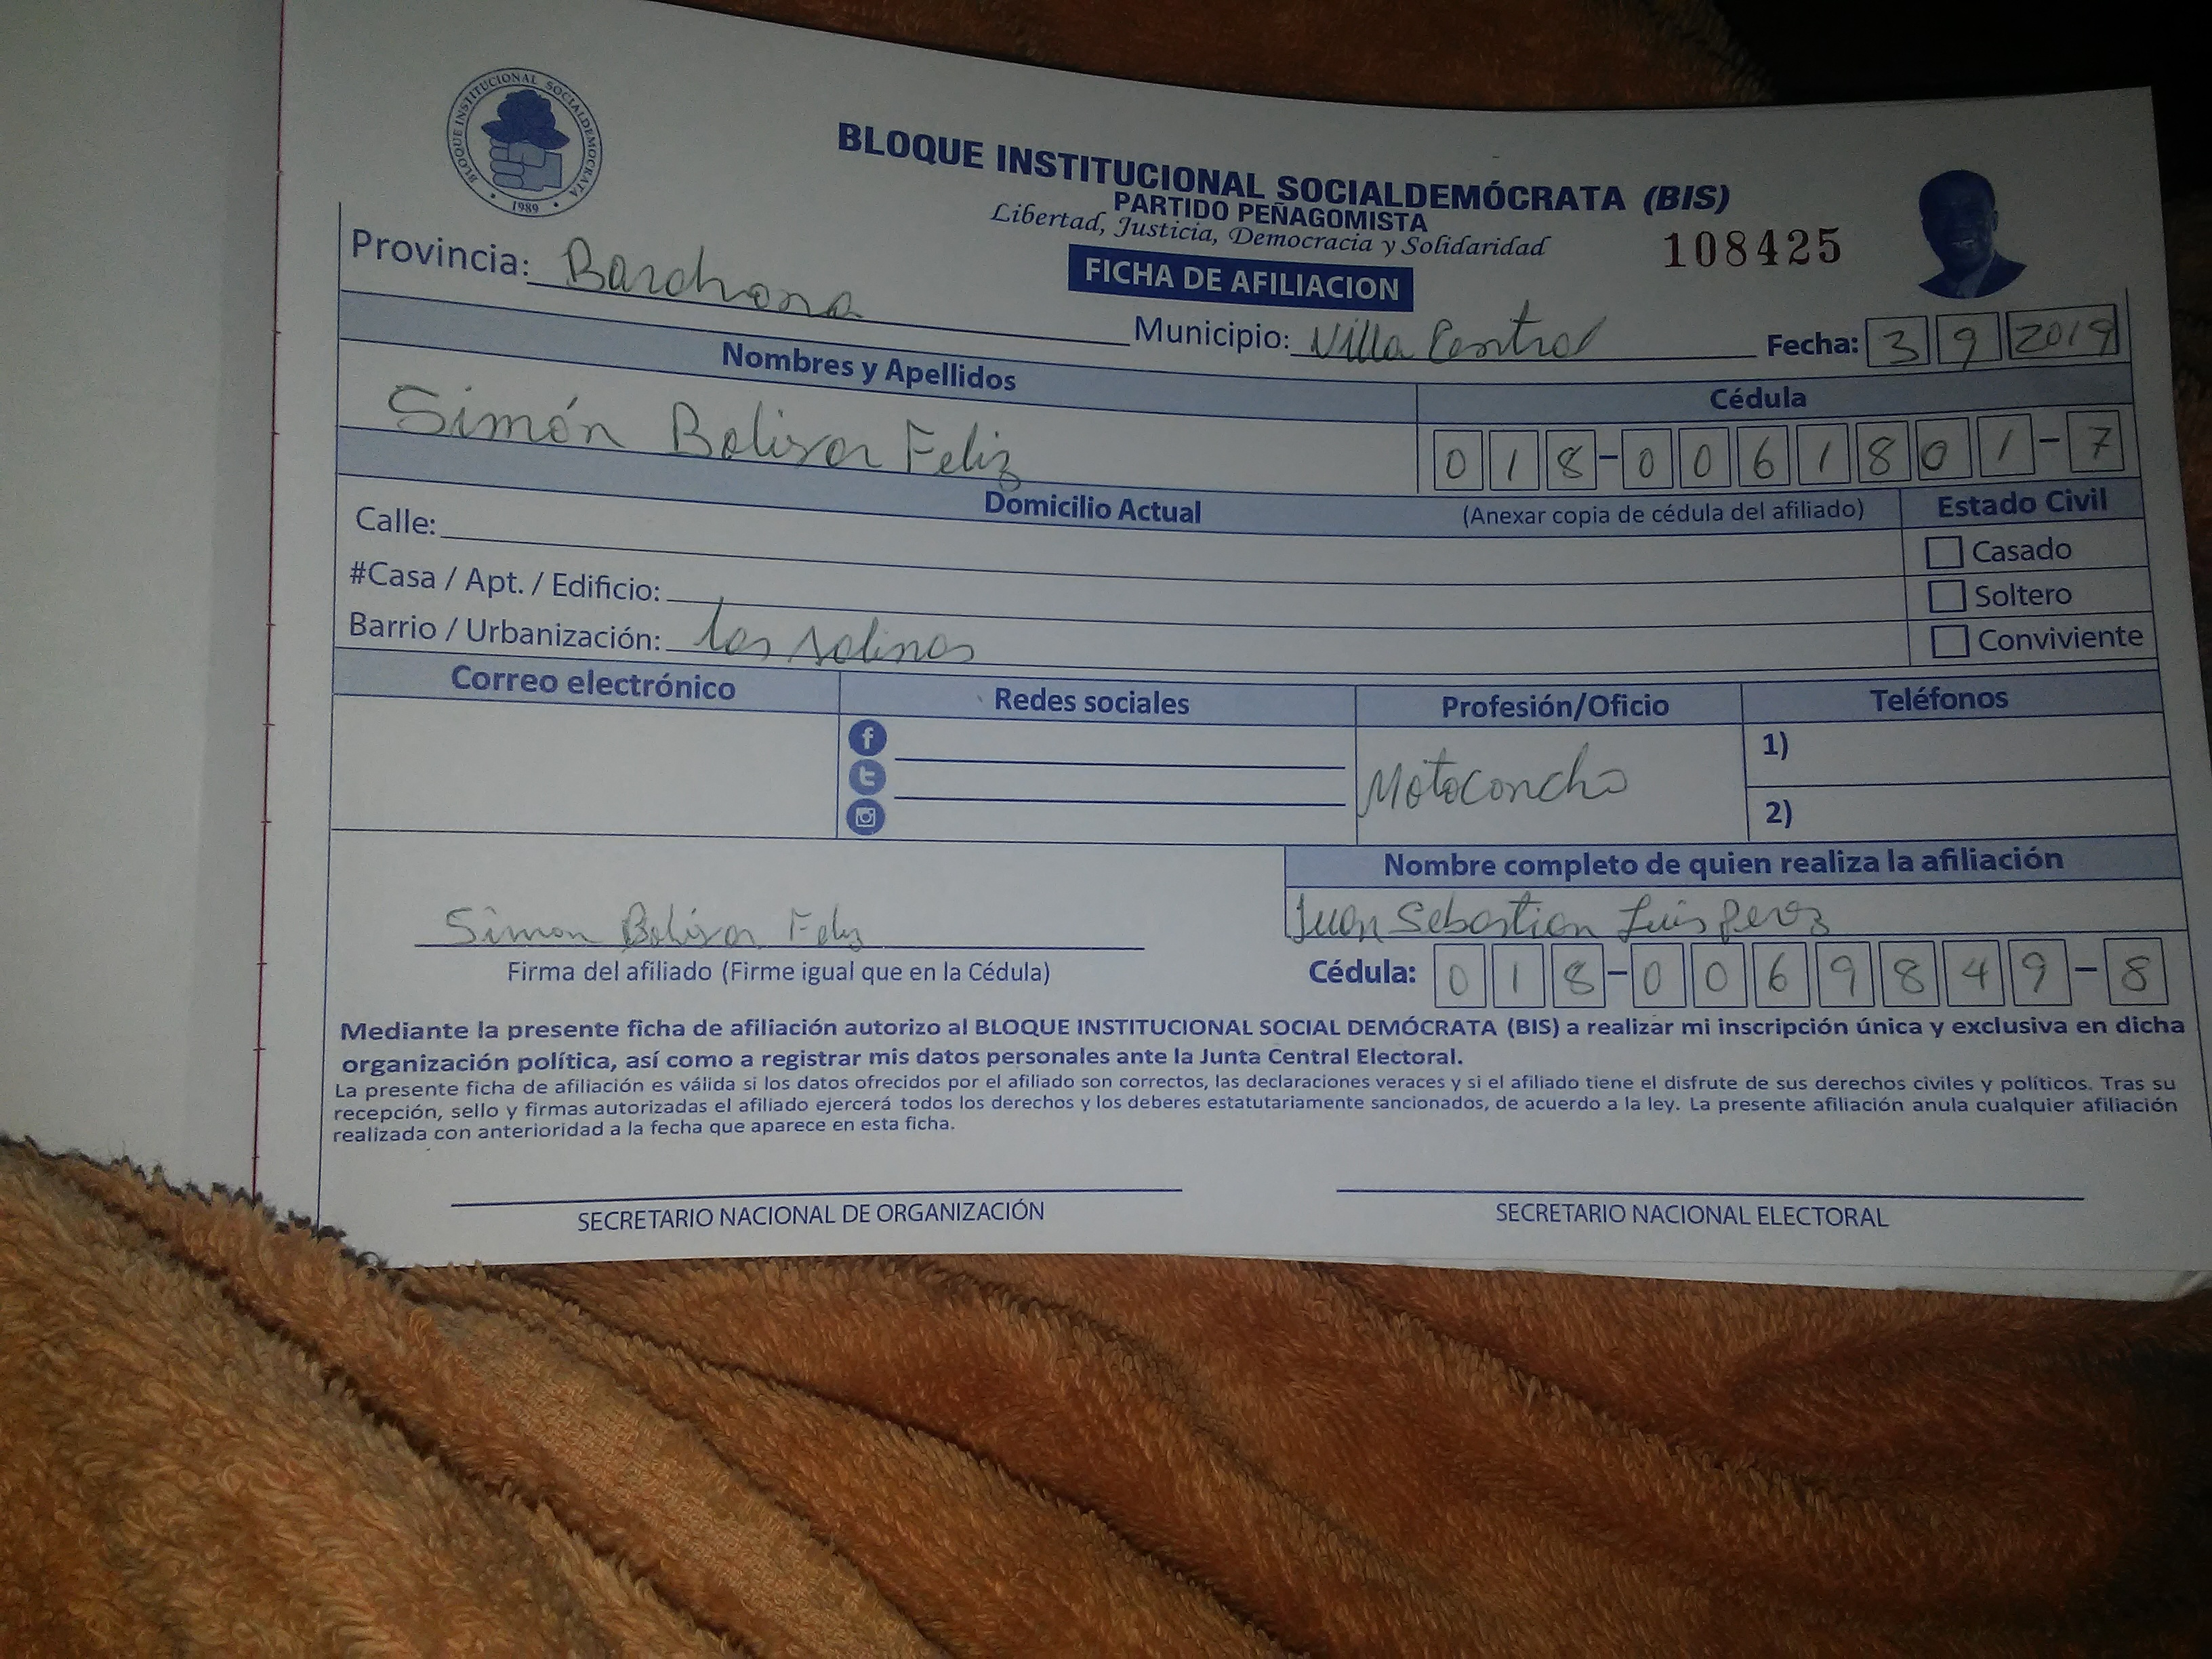 BLOQUE INSTITUCIONAL SOCIALDEMOCRATA
1989
BLOQUE INSTITUCIONAL SOCIALDEMÓCRATA (BIS)
PARTIDO PEÑAGOMISTA
Libertad, Justicia, Democracia y Solidaridad
108425
FICHA DE AFILIACION
Provincia: Barahona Municipio: Villa Central Fecha: 3 9 2019
Nombres y Apellidos Cédula
Simón Bolivar Feliz 018-0061801-7
Domicilio Actual (Anexar copia de cédula del afiliado) Estado Civil
Calle: Casado
#Casa / Apt. / Edificio: Soltero
Barrio / Urbanización: Las salinas Conviviente
Correo electrónico Redes sociales Profesión/Oficio Teléfonos
Motoconcho
1)
2)
Nombre completo de quien realiza la afiliación
Simon Bolivar Feliz Juan Sebastian Luis Perez
Firma del afiliado (Firme igual que en la Cédula) Cédula: 018-0069849-8
Mediante la presente ficha de afiliación autorizo al BLOQUE INSTITUCIONAL SOCIAL DEMÓCRATA (BIS) a realizar mi inscripción única y exclusiva en dicha
organización política, así como a registrar mis datos personales ante la Junta Central Electoral.
La presente ficha de afiliación es válida si los datos ofrecidos por el afiliado son correctos, las declaraciones veraces y si el afiliado tiene el disfrute de sus derechos civiles y políticos. Tras su
recepción, sello y firmas autorizadas el afiliado ejercerá todos los derechos y los deberes estatutariamente sancionados, de acuerdo a la ley. La presente afiliación anula cualquier afiliación
realizada con anterioridad a la fecha que aparece en esta ficha.
SECRETARIO NACIONAL DE ORGANIZACIÓN SECRETARIO NACIONAL ELECTORAL